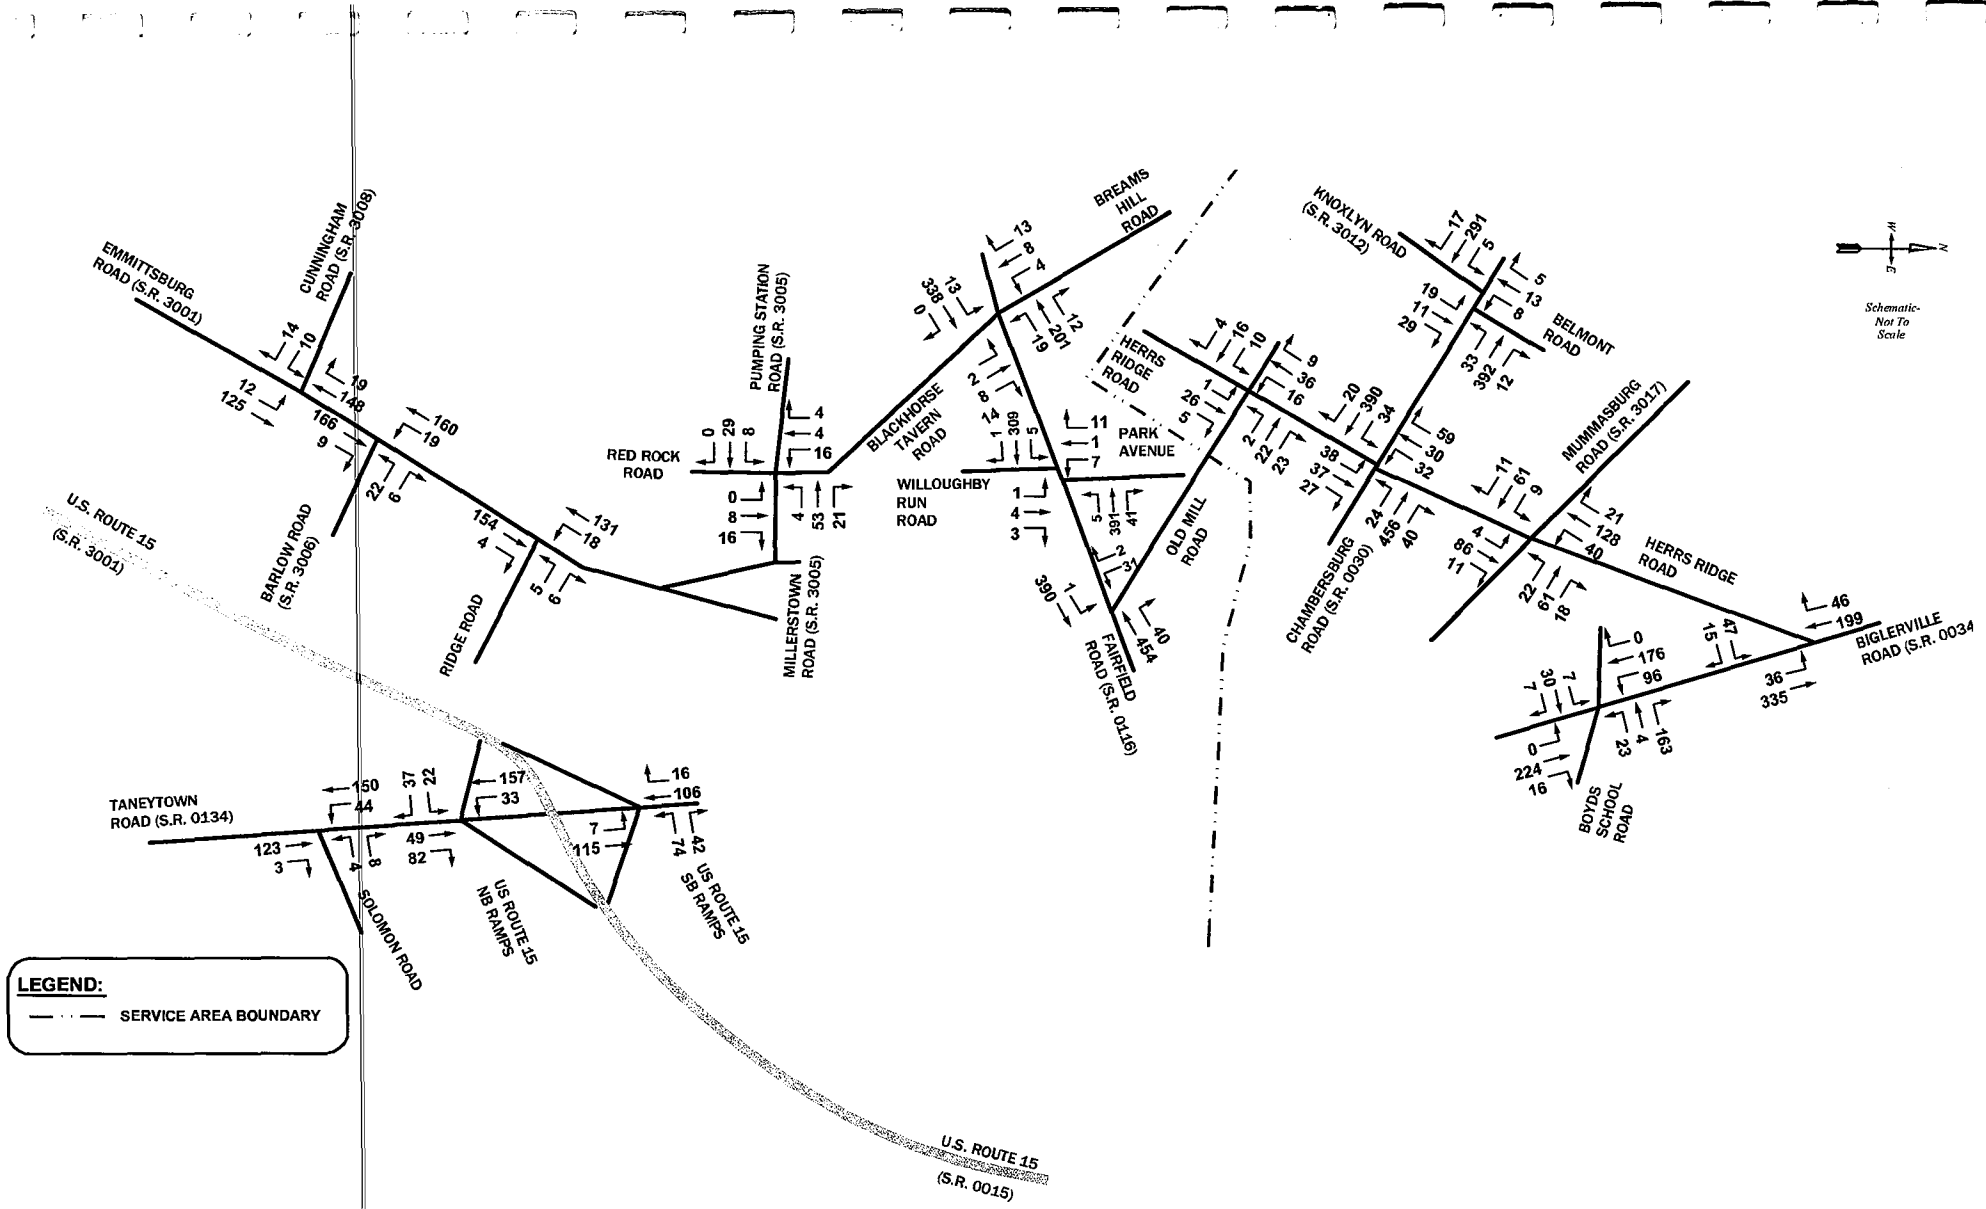 EMMITTSBURG
ROAD (S.R. 3001)
CUNNINGHAM
ROAD (S.R. 3008)
14
10
12
125
19
148
166
9
160
19
22
6
BARLOW ROAD
(S.R. 3006)
154
4
131
18
5
6
RIDGE ROAD
U.S. ROUTE 15
(S.R. 3001)
PUMPING STATION
ROAD (S.R. 3005)
RED ROCK
ROAD
0
29
8
4
4
16
0
8
16
4
53
21
MILLERSTOWN
ROAD (S.R. 3005)
BLACKHORSE
TAVERN
ROAD
BREAMS
HILL
ROAD
13
8
4
13
338
0
12
201
19
2
8
14
1
309
5
11
1
7
PARK
AVENUE
WILLOUGHBY
RUN
ROAD
1
4
3
5
391
41
2
31
1
390
40
454
FAIRFIELD
ROAD (S.R. 0116)
OLD MILL
ROAD
HERRS
RIDGE
ROAD
4
16
10
9
36
16
1
26
5
2
22
23
KNOXLYN ROAD
(S.R. 3012)
17
291
5
5
13
8
19
11
29
33
392
12
BELMONT
ROAD
20
390
34
59
30
32
38
37
27
24
456
40
CHAMBERSBURG
ROAD (S.R. 0030)
MUMMASBURG
ROAD (S.R. 3017)
11
61
9
21
128
40
4
86
11
22
61
18
HERRS RIDGE
ROAD
46
199
BIGLERVILLE
ROAD (S.R. 0034
47
15
36
335
0
176
96
7
30
7
0
224
16
23
4
163
BOYDS
SCHOOL
ROAD
W
N
E
Schematic-
Not To
Scale
TANEYTOWN
ROAD (S.R. 0134)
150
44
37
22
157
33
16
106
123
3
4
8
49
82
7
115
74
42
SOLOMON ROAD
US ROUTE 15
NB RAMPS
US ROUTE 15
SB RAMPS
LEGEND:
SERVICE AREA BOUNDARY
U.S. ROUTE 15
(S.R. 0015)